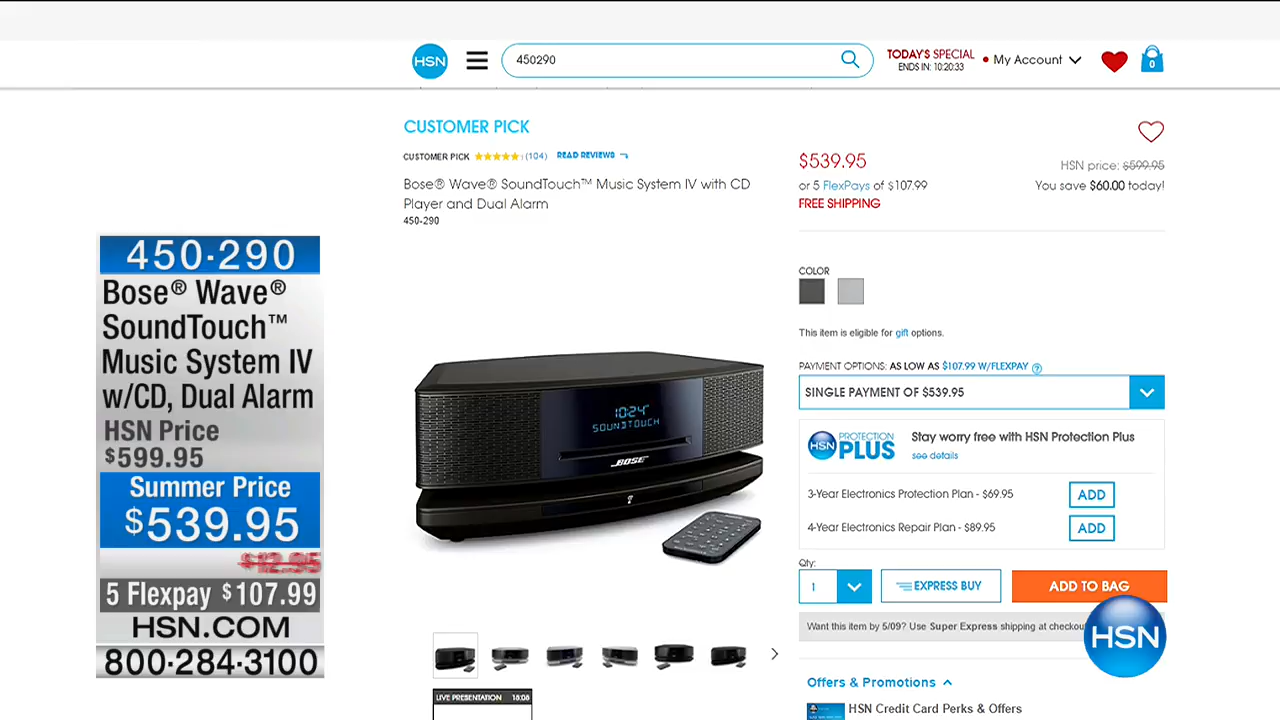 HSN
450290
TODAY'S SPECIAL
ENDS IN: 10:20:33
My Account
0
CUSTOMER PICK
CUSTOMER PICK (104) READ REVIEWS
Bose® Wave® SoundTouch™ Music System IV with CD
Player and Dual Alarm
450-290
$539.95
HSN price: $599.95
or 5 FlexPays of $107.99
You save $60.00 today!
FREE SHIPPING
COLOR
This item is eligible for gift options.
PAYMENT OPTIONS: AS LOW AS $107.99 W/FLEXPAY ?
SINGLE PAYMENT OF $539.95
HSN PROTECTION PLUS
Stay worry free with HSN Protection Plus
see details
3-Year Electronics Protection Plan - $69.95
ADD
4-Year Electronics Repair Plan - $89.95
ADD
Qty:
1
EXPRESS BUY
ADD TO BAG
Want this item by 5/09? Use Super Express shipping at checkou
HSN
Offers & Promotions
HSN Credit Card Perks & Offers
10:24
SOUNDTOUCH
BOSE
LIVE PRESENTATION 15:08
450·290
Bose® Wave®
SoundTouch™
Music System IV
w/CD, Dual Alarm
HSN Price
$599.95
Summer Price
$539.95
$12.95
5 Flexpay $107.99
HSN.COM
800·284·3100